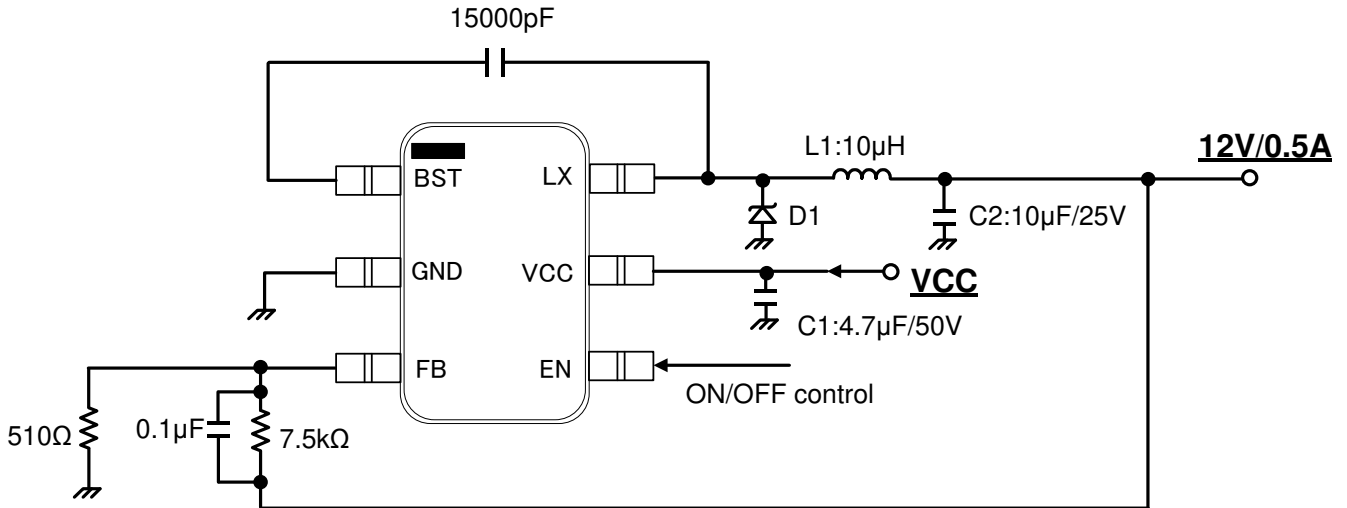 15000pF
L1:10µH
12V/0.5A
BST
LX
D1
C2:10µF/25V
GND
VCC
VCC
C1:4.7µF/50V
FB
EN
ON/OFF control
510Ω
0.1µF
7.5kΩ